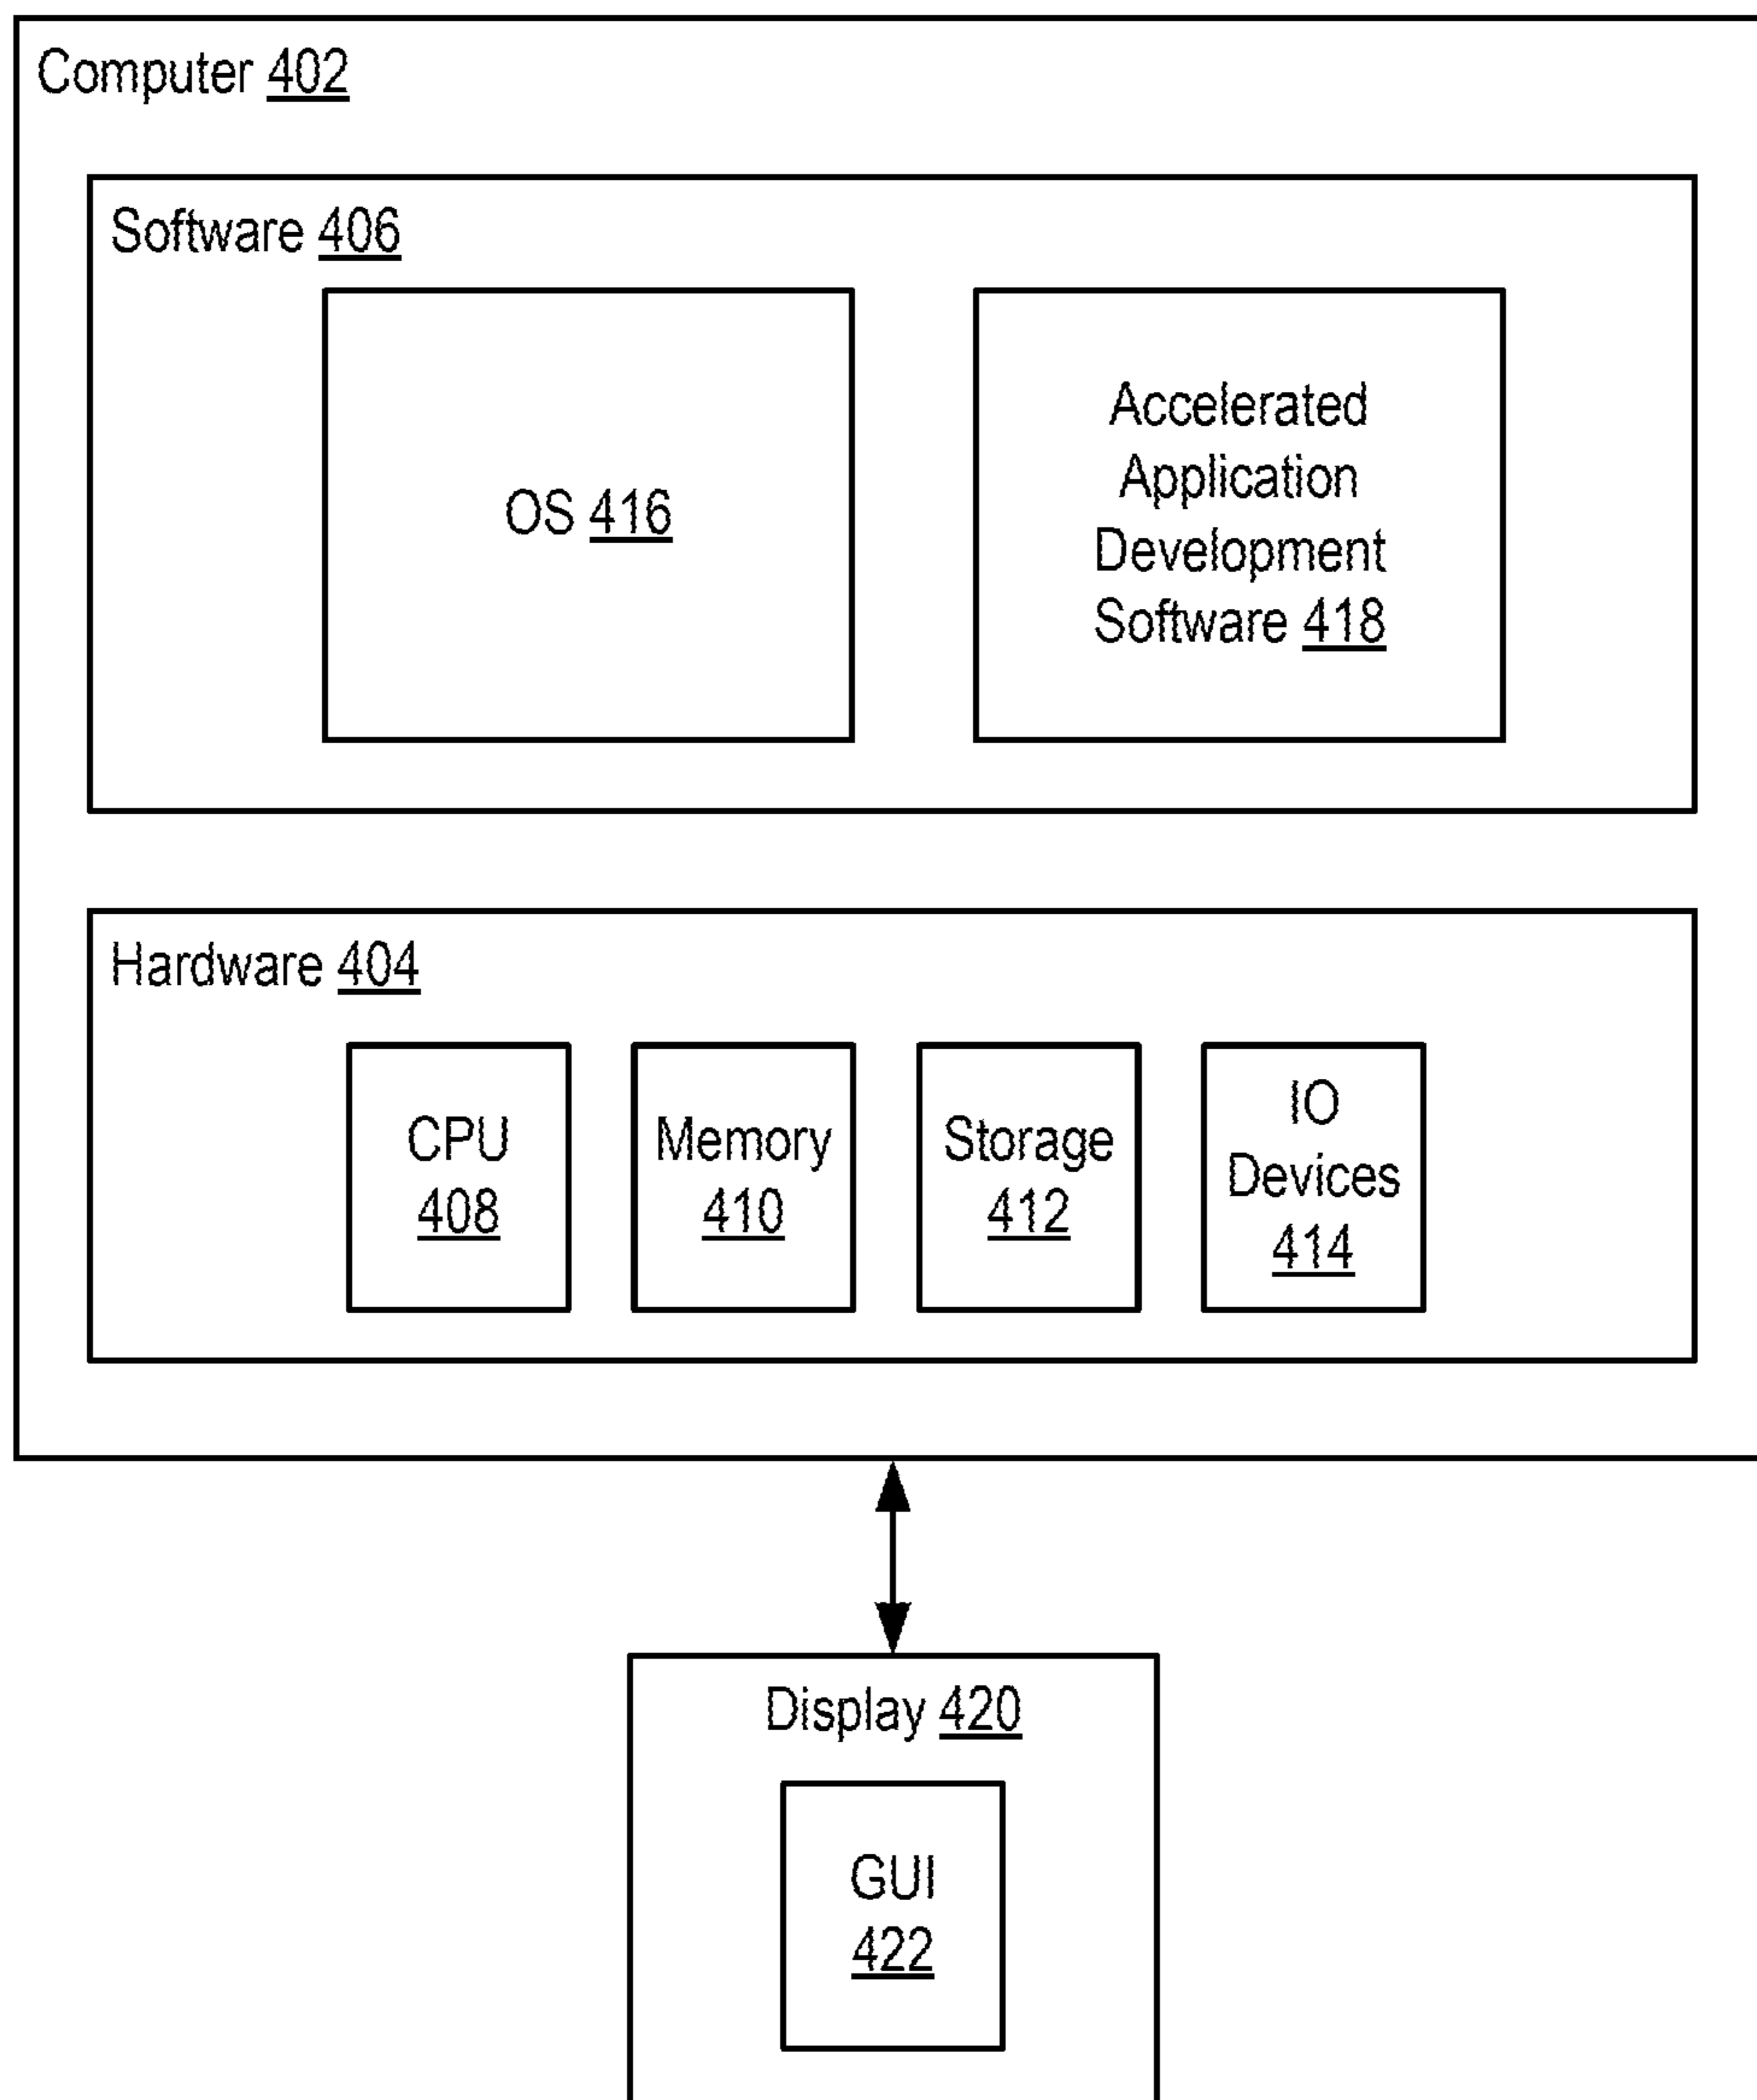 Computer 402
Software 406
OS 416
Accelerated
Application
Development
Software 418
Hardware 404
CPU
408
Memory
410
Storage
412
IO
Devices
414
Display 420
GUI
422